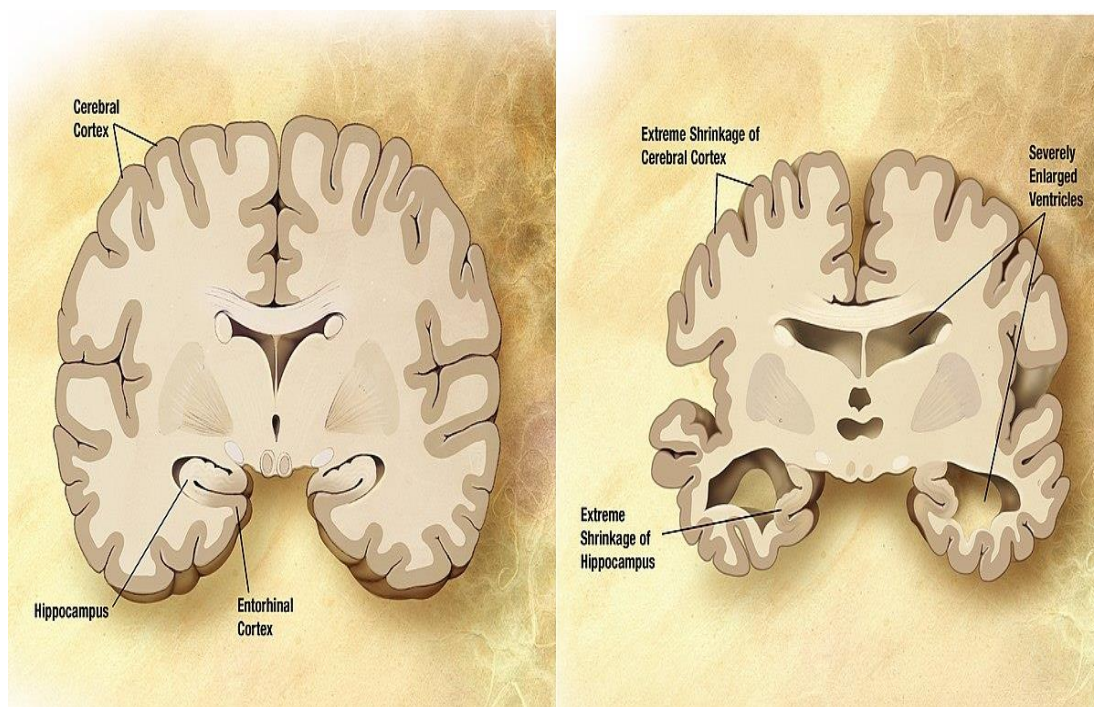 Cerebral
Cortex
Hippocampus
Entorhinal
Cortex
Extreme Shrinkage of
Cerebral Cortex
Severely
Enlarged
Ventricles
Extreme
Shrinkage of
Hippocampus